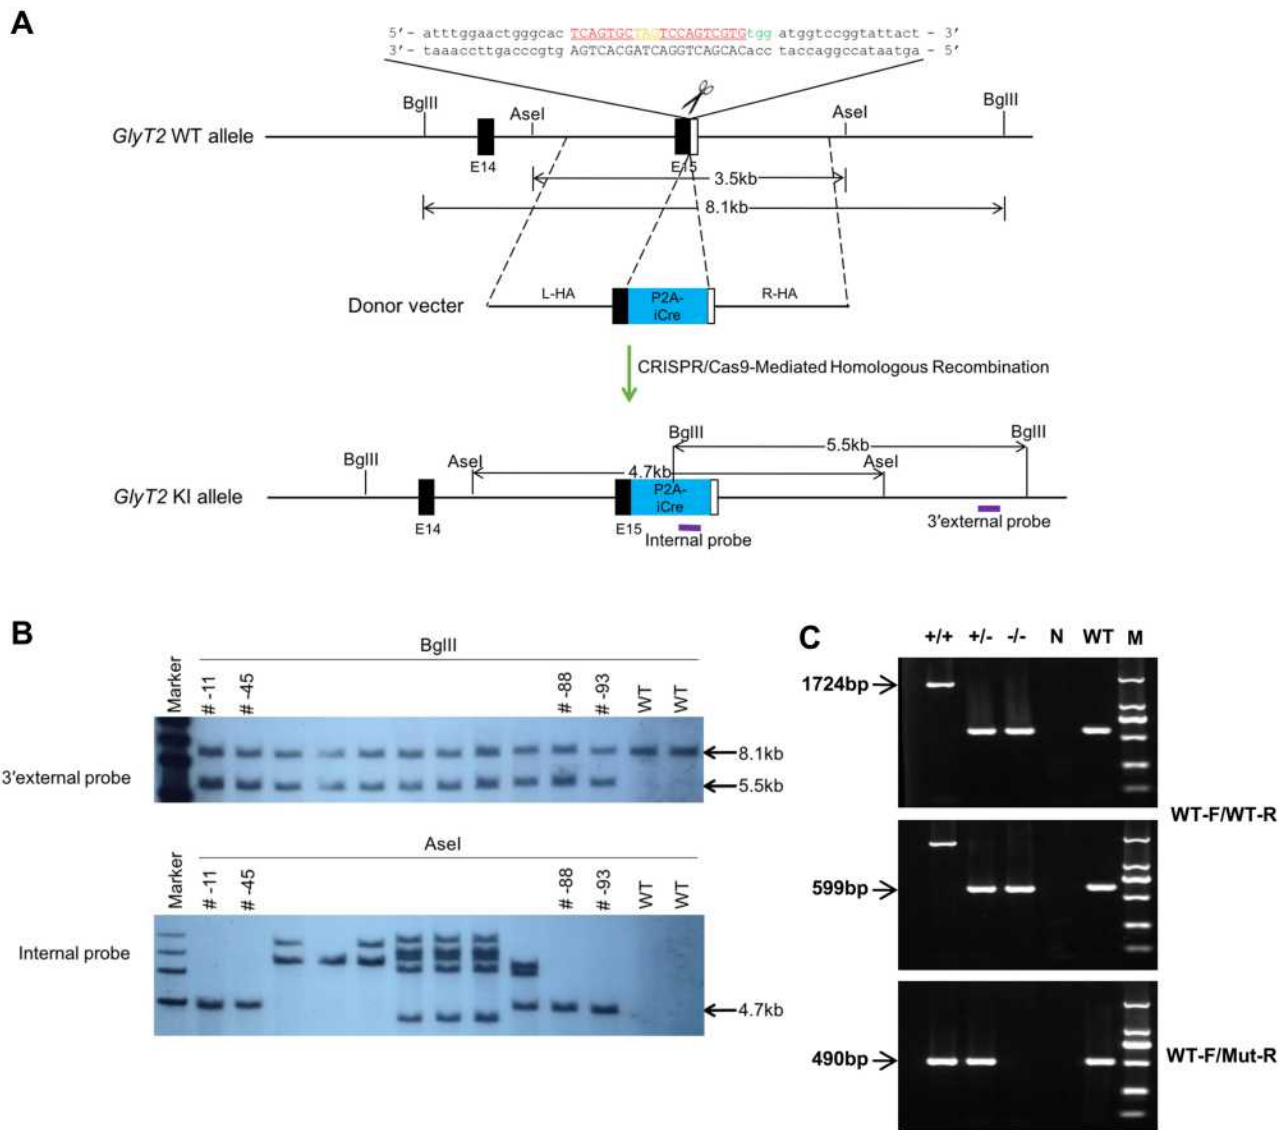 A
5′- atttggaactgggcac TCAGTGCTAGTCCAGTCGTGtgg atggtccggtattact - 3′
3′- taaaccttgacccgtg AGTCACGATCAGGTCAGCACacc taccaggccataatga - 5′
BglII
AseI
AseI
BglII
GlyT2 WT allele
E14
E15
3.5kb
8.1kb
Donor vecter
L-HA
P2A-
iCre
R-HA
CRISPR/Cas9-Mediated Homologous Recombination
BglII
5.5kb
BglII
BglII
AseI
4.7kb
AseI
GlyT2 KI allele
P2A-
iCre
E14
E15
Internal probe
3′external probe
B
BglII
Marker
# -11
# -45
# -88
# -93
WT
WT
8.1kb
3′external probe
5.5kb
AseI
Marker
# -11
# -45
# -88
# -93
WT
WT
Internal probe
4.7kb
C
+/+ +/- -/- N WT M
1724bp
WT-F/WT-R
599bp
490bp
WT-F/Mut-R